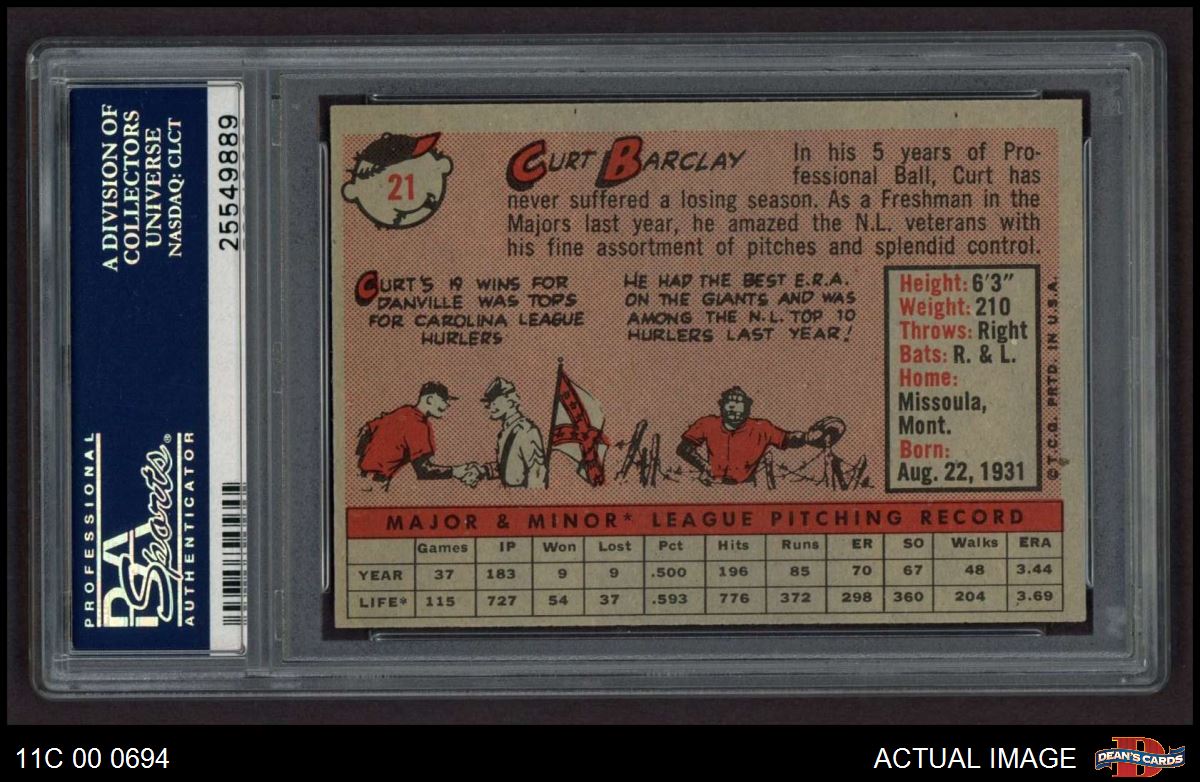 A DIVISION OF
COLLECTORS
UNIVERSE
NASDAQ: CLCT
PROFESSIONAL
PSA
Sports®
AUTHENTICATOR
25549889
21
CURT BARCLAY
In his 5 years of Pro-
fessional Ball, Curt has
never suffered a losing season. As a Freshman in the
Majors last year, he amazed the N.L. veterans with
his fine assortment of pitches and splendid control.
CURT'S 19 WINS FOR
DANVILLE WAS TOPS
FOR CAROLINA LEAGUE
HURLERS
HE HAD THE BEST E.R.A.
ON THE GIANTS AND WAS
AMONG THE N.L. TOP 10
HURLERS LAST YEAR!
Height: 6'3"
Weight: 210
Throws: Right
Bats: R. & L.
Home:
Missoula,
Mont.
Born:
Aug. 22, 1931
© T.C.G. PRTD. IN U.S.A.
MAJOR & MINOR* LEAGUE PITCHING RECORD
Games IP Won Lost Pct Hits Runs ER SO Walks ERA
YEAR 37 183 9 9 .500 196 85 70 67 48 3.44
LIFE* 115 727 54 37 .593 776 372 298 360 204 3.69
11C 00 0694
ACTUAL IMAGE
D
DEAN'S CARDS